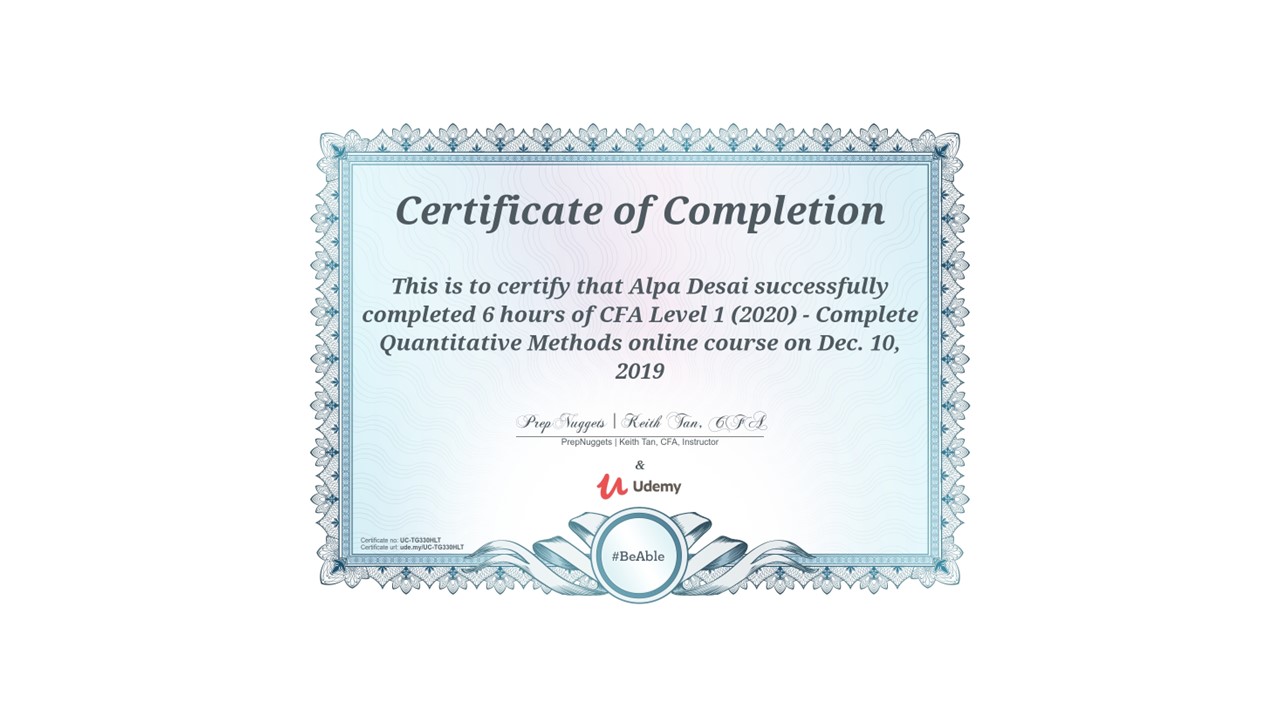 Certificate of Completion
This is to certify that Alpa Desai successfully
completed 6 hours of CFA Level 1 (2020) - Complete
Quantitative Methods online course on Dec. 10,
2019
Prep Nuggets | Keith Tan, CFA
PrepNuggets | Keith Tan, CFA, Instructor
&
Udemy
#BeAble
Certificate no: UC-TG330HLT
Certificate url: ude.my/UC-TG330HLT